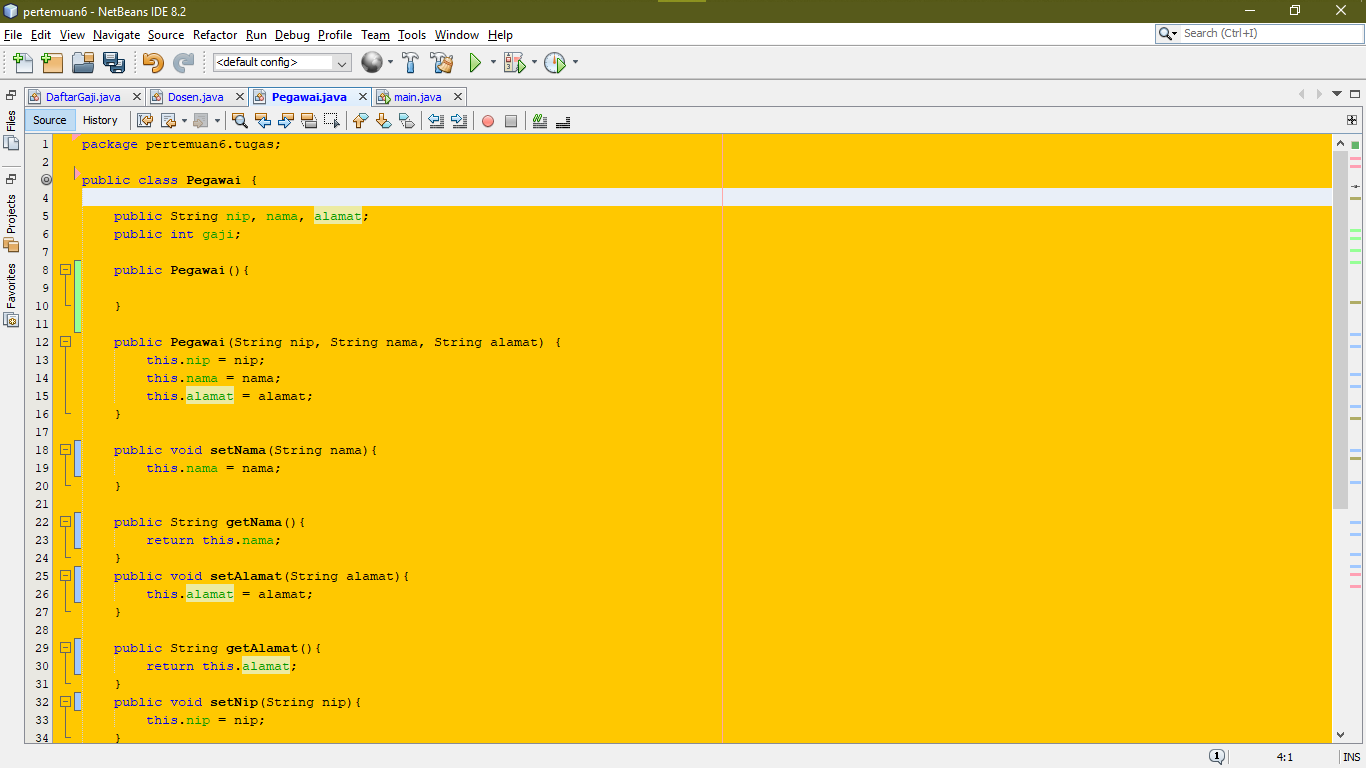 pertemuan6 - NetBeans IDE 8.2
File Edit View Navigate Source Refactor Run Debug Profile Team Tools Window Help
Search (Ctrl+I)
<default config>
DaftarGaji.java Dosen.java Pegawai.java main.java
Source History
Files
Projects
Favorites
1 package pertemuan6.tugas;
2
public class Pegawai {
4
5 public String nip, nama, alamat;
6 public int gaji;
7
8 public Pegawai(){
9
10 }
11
12 public Pegawai(String nip, String nama, String alamat) {
13 this.nip = nip;
14 this.nama = nama;
15 this.alamat = alamat;
16 }
17
18 public void setNama(String nama){
19 this.nama = nama;
20 }
21
22 public String getNama(){
23 return this.nama;
24 }
25 public void setAlamat(String alamat){
26 this.alamat = alamat;
27 }
28
29 public String getAlamat(){
30 return this.alamat;
31 }
32 public void setNip(String nip){
33 this.nip = nip;
34 }
1 4:1 INS